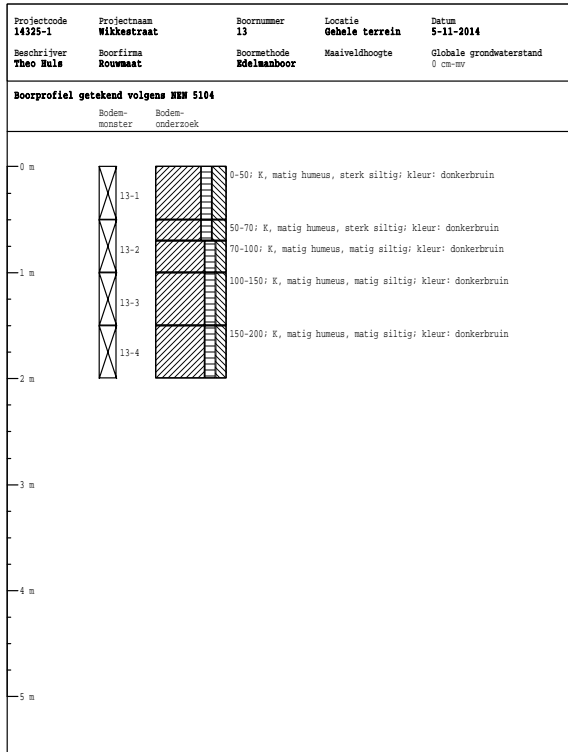 Projectcode Projectnaam Boornummer Locatie Datum
14325-1 Wikkestraat 13 Gehele terrein 5-11-2014
Beschrijver Boorfirma Boormethode Maaiveldhoogte Globale grondwaterstand
Theo Huls Rouwmaat Edelmanboor 0 cm-mv
Boorprofiel getekend volgens NEN 5104
Bodem- Bodem-
monster onderzoek
0 m
0-50; K, matig humeus, sterk siltig; kleur: donkerbruin
13-1
50-70; K, matig humeus, sterk siltig; kleur: donkerbruin
13-2
70-100; K, matig humeus, matig siltig; kleur: donkerbruin
1 m
100-150; K, matig humeus, matig siltig; kleur: donkerbruin
13-3
150-200; K, matig humeus, matig siltig; kleur: donkerbruin
13-4
2 m
3 m
4 m
5 m